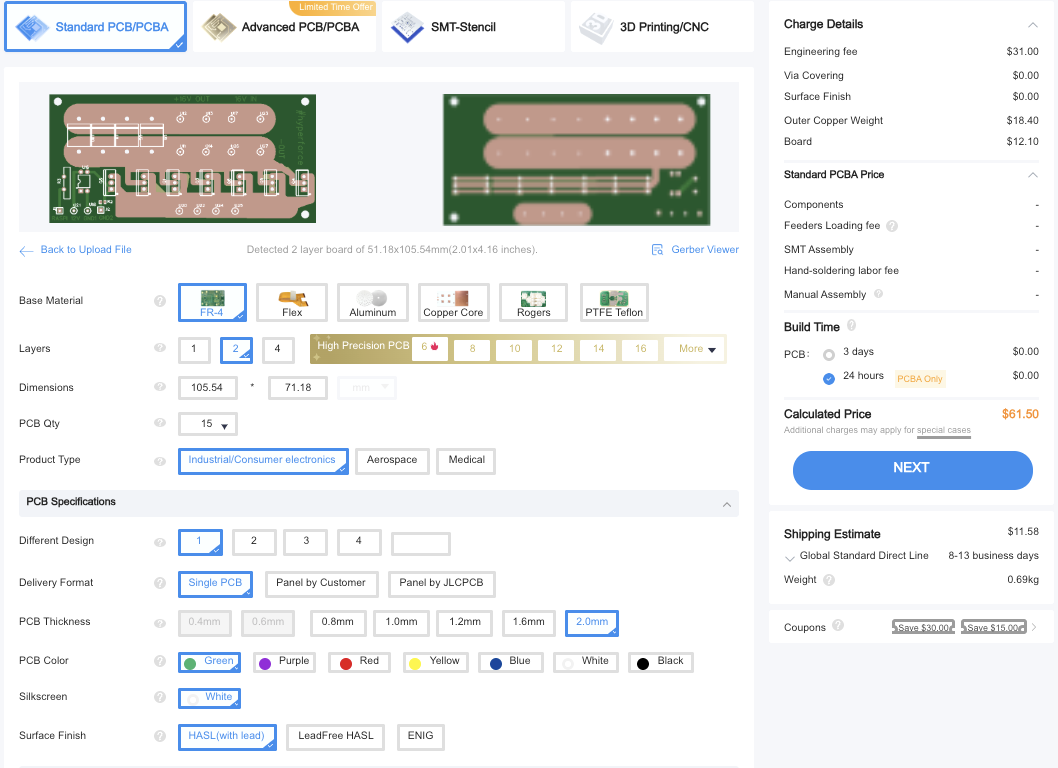 Limited Time Offer
Standard PCB/PCBA
Advanced PCB/PCBA
SMT-Stencil
3D Printing/CNC
Back to Upload File
Detected 2 layer board of 51.18x105.54mm(2.01x4.16 inches).
Gerber Viewer
Base Material ? FR-4 Flex Aluminum Copper Core Rogers PTFE Teflon
Layers ? 1 2 4 High Precision PCB 6 8 10 12 14 16 More
Dimensions ? 105.54 * 71.18 mm
PCB Qty ? 15
Product Type ? Industrial/Consumer electronics Aerospace Medical
PCB Specifications
Different Design ? 1 2 3 4
Delivery Format ? Single PCB Panel by Customer Panel by JLCPCB
PCB Thickness ? 0.4mm 0.6mm 0.8mm 1.0mm 1.2mm 1.6mm 2.0mm
PCB Color ? Green Purple Red Yellow Blue White Black
Silkscreen ? White
Surface Finish ? HASL(with lead) LeadFree HASL ENIG
Charge Details
Engineering fee $31.00
Via Covering $0.00
Surface Finish $0.00
Outer Copper Weight $18.40
Board $12.10
Standard PCBA Price
Components -
Feeders Loading fee ? -
SMT Assembly -
Hand-soldering labor fee -
Manual Assembly ? -
Build Time ?
PCB: 3 days $0.00
24 hours PCBA Only $0.00
Calculated Price $61.50
Additional charges may apply for special cases
NEXT
Shipping Estimate $11.58
Global Standard Direct Line 8-13 business days
Weight ? 0.69kg
Coupons ? Save $30.00 Save $15.00